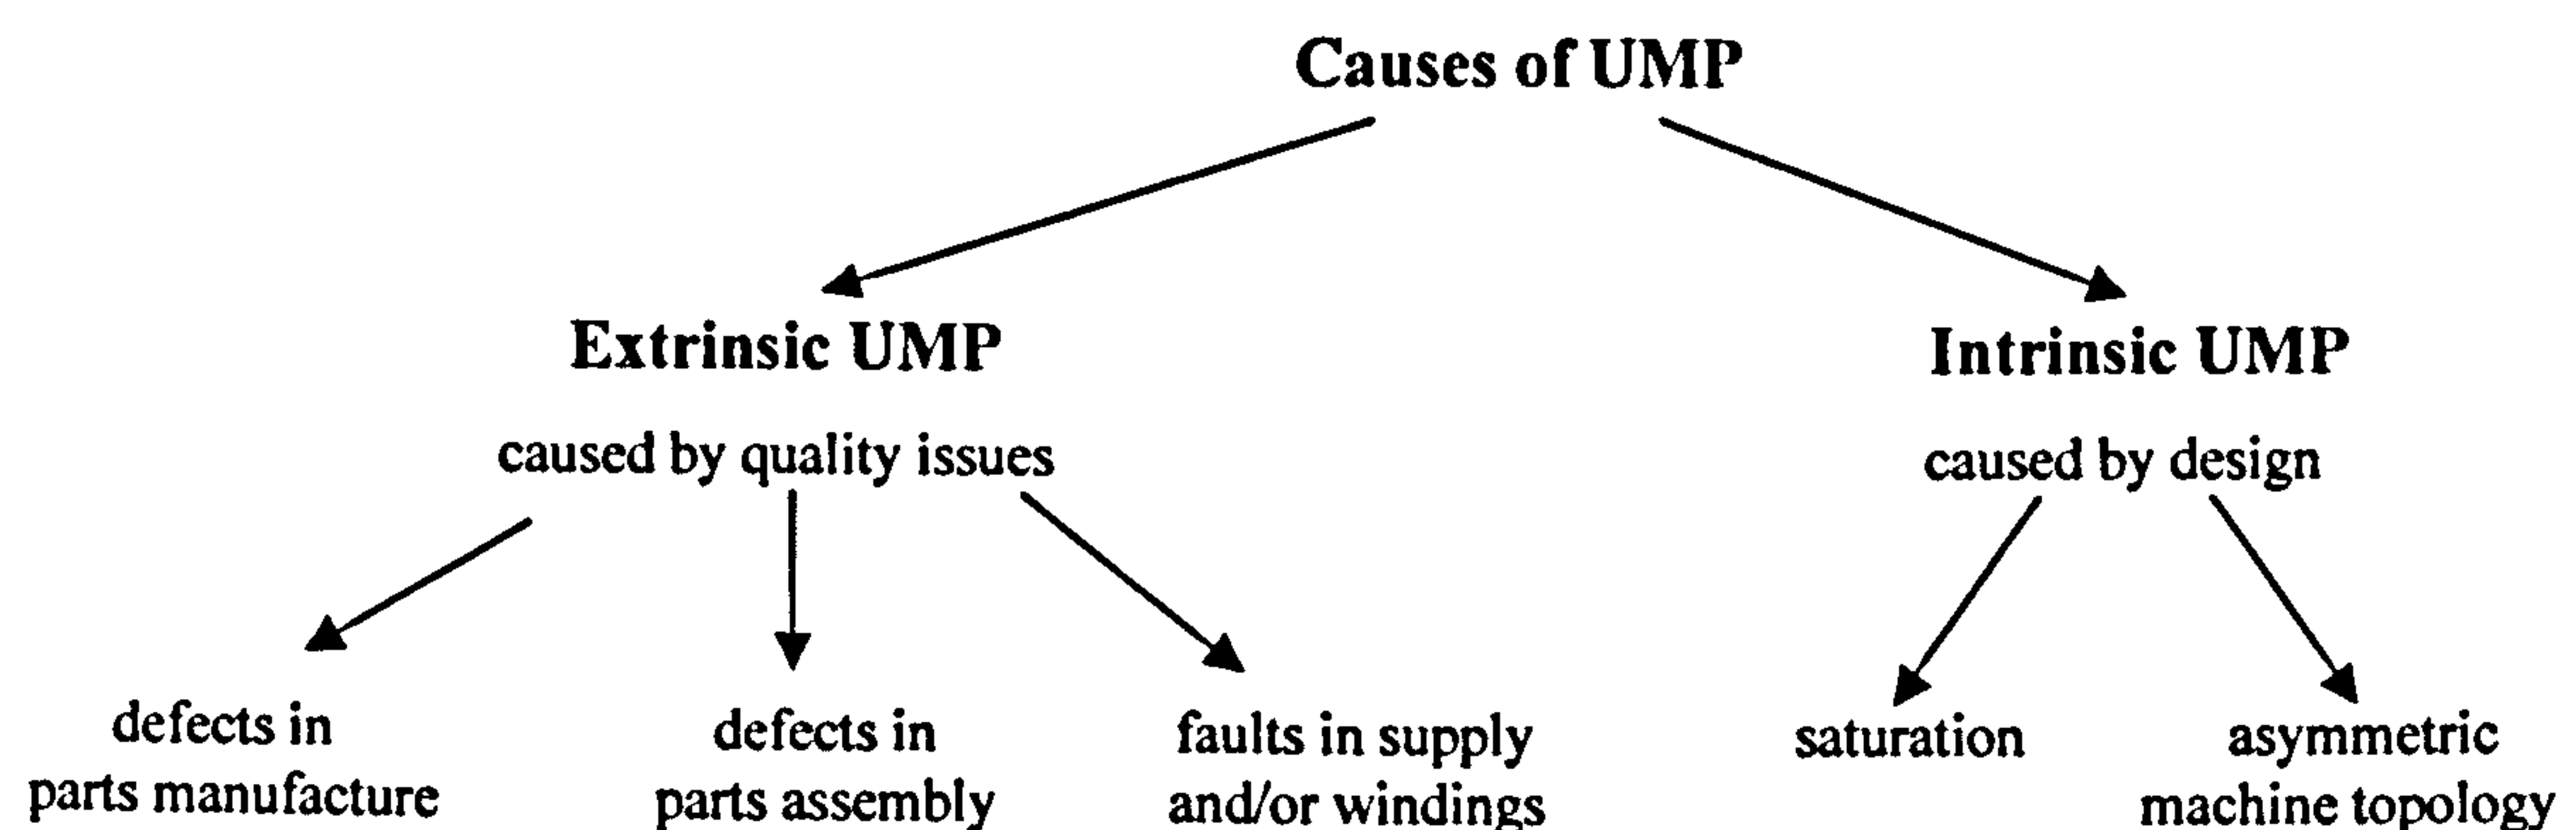 Causes of UMP
Extrinsic UMP
caused by quality issues
defects in
parts manufacture
defects in
parts assembly
faults in supply
and/or windings
Intrinsic UMP
caused by design
saturation
asymmetric
machine topology